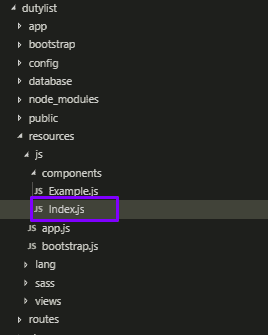 dutylist
app
bootstrap
config
database
node_modules
public
resources
js
components
JS Example.js
JS Index.js
JS app.js
JS bootstrap.js
lang
sass
views
routes